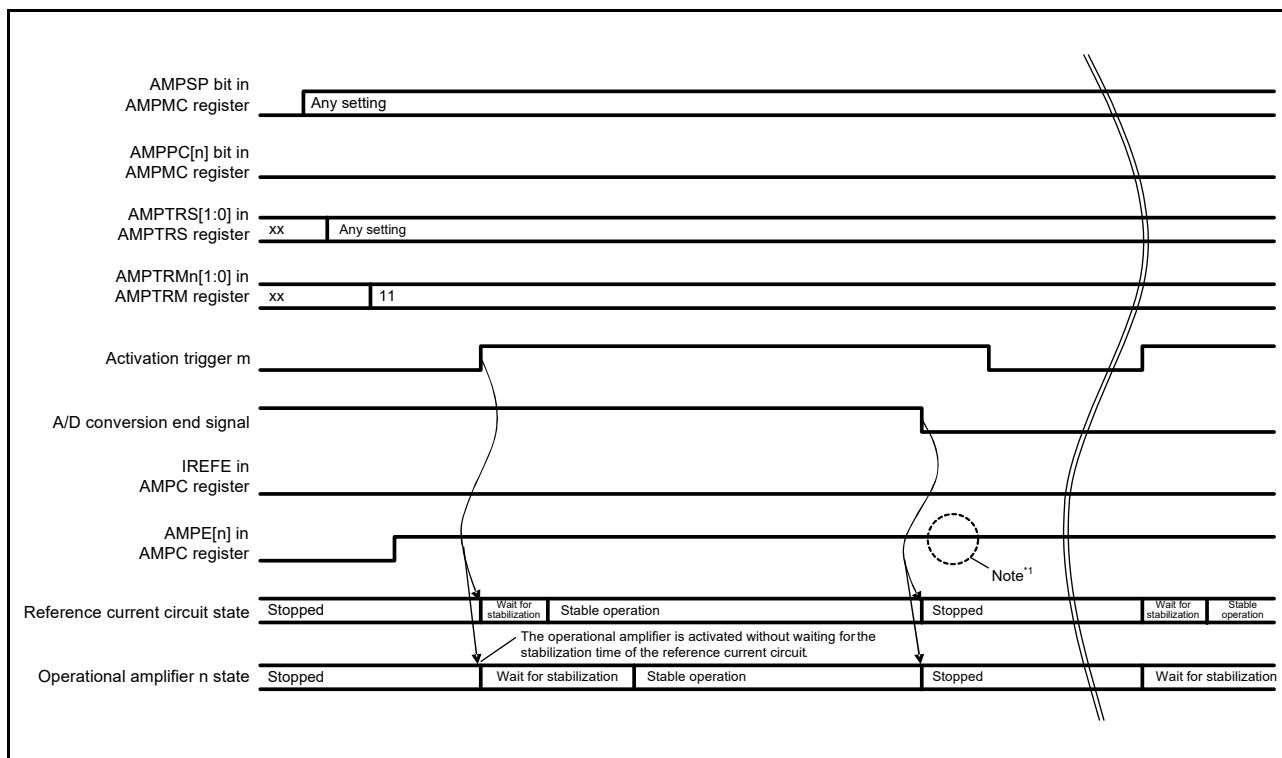 AMPSP bit in
AMPMC register
Any setting
AMPPC[n] bit in
AMPMC register
AMPTRS[1:0] in
AMPTRS register
xx
Any setting
AMPTRMn[1:0] in
AMPTRM register
xx
11
Activation trigger m
A/D conversion end signal
IREFE in
AMPC register
AMPE[n] in
AMPC register
Note*1
Reference current circuit state
Stopped
Wait for
stabilization
Stable operation
Stopped
Wait for
stabilization
Stable
operation
The operational amplifier is activated without waiting for the
stabilization time of the reference current circuit.
Operational amplifier n state
Stopped
Wait for stabilization
Stable operation
Stopped
Wait for stabilization